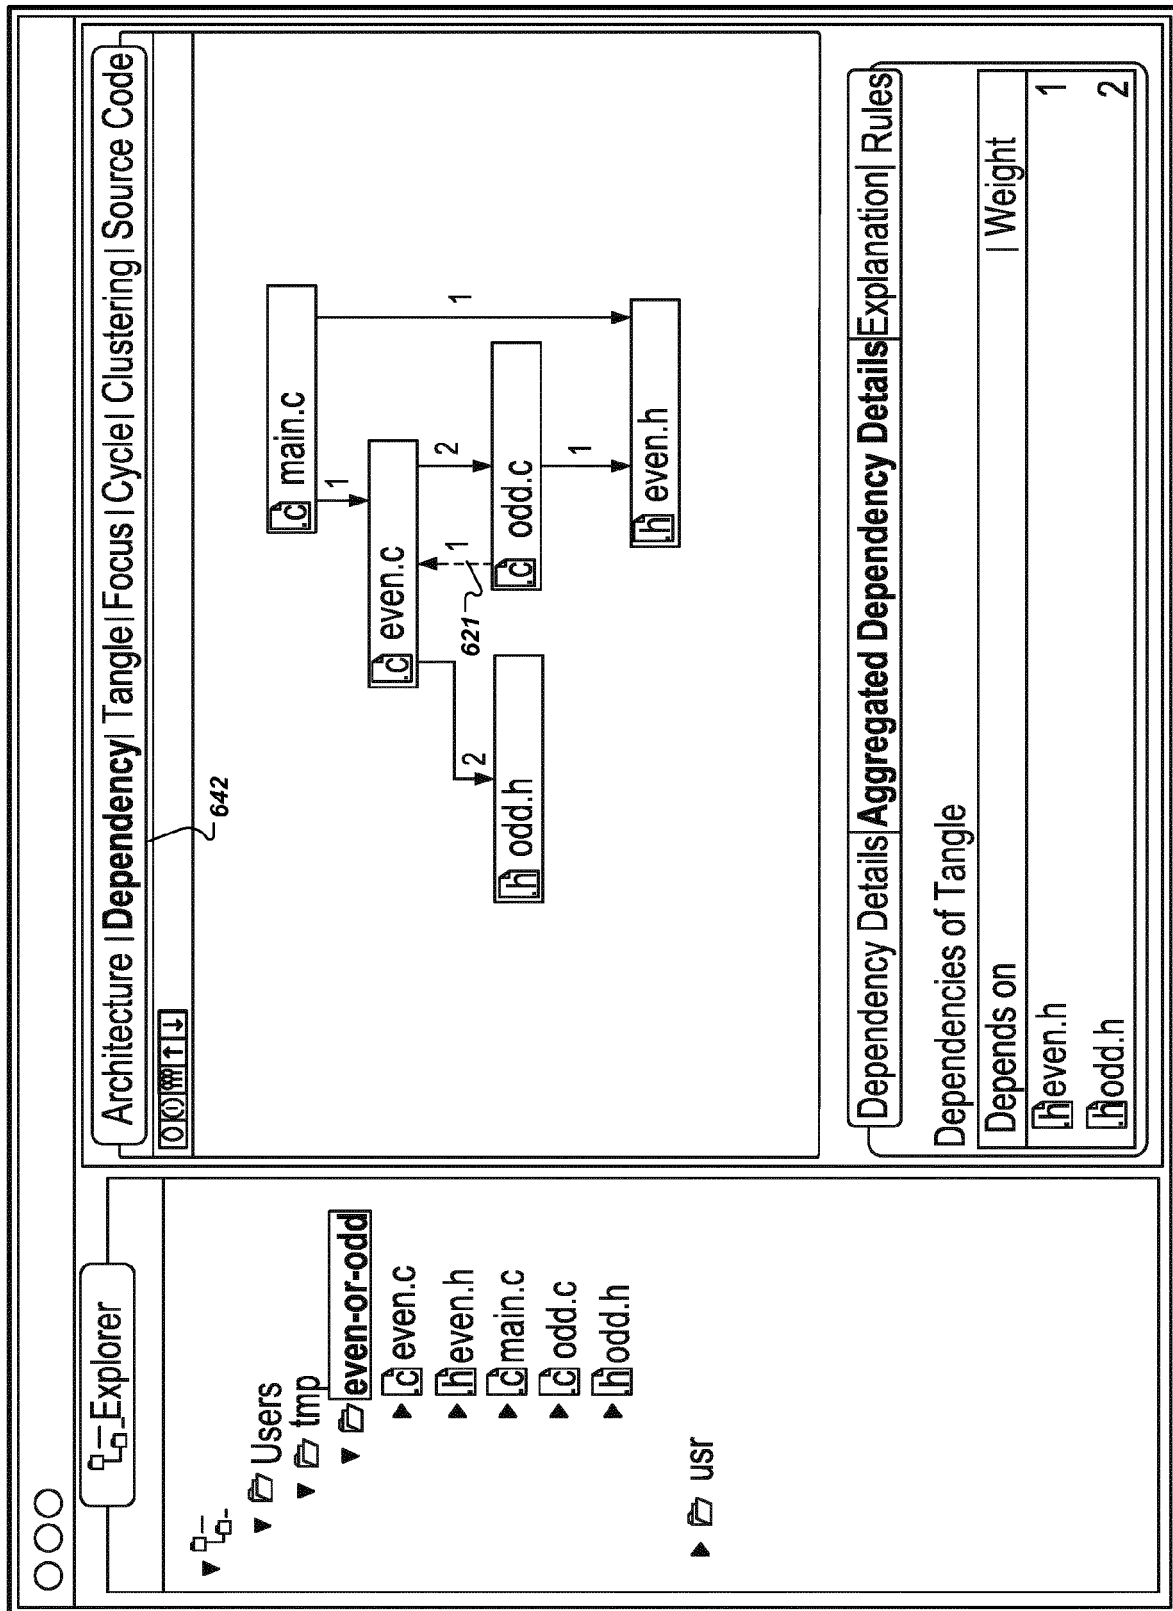 Explorer
Users
tmp
even-or-odd
.c even.c
.h even.h
.c main.c
.c odd.c
.h odd.h
usr
Architecture | Dependency | Tangle | Focus | Cycle | Clustering | Source Code
642
.c main.c
1
1
.c even.c
2
621
1
2
.h odd.h
.c odd.c
1
.h even.h
Dependency Details | Aggregated Dependency Details | Explanation | Rules
Dependencies of Tangle
Depends on | Weight
.h even.h 1
.h odd.h 2